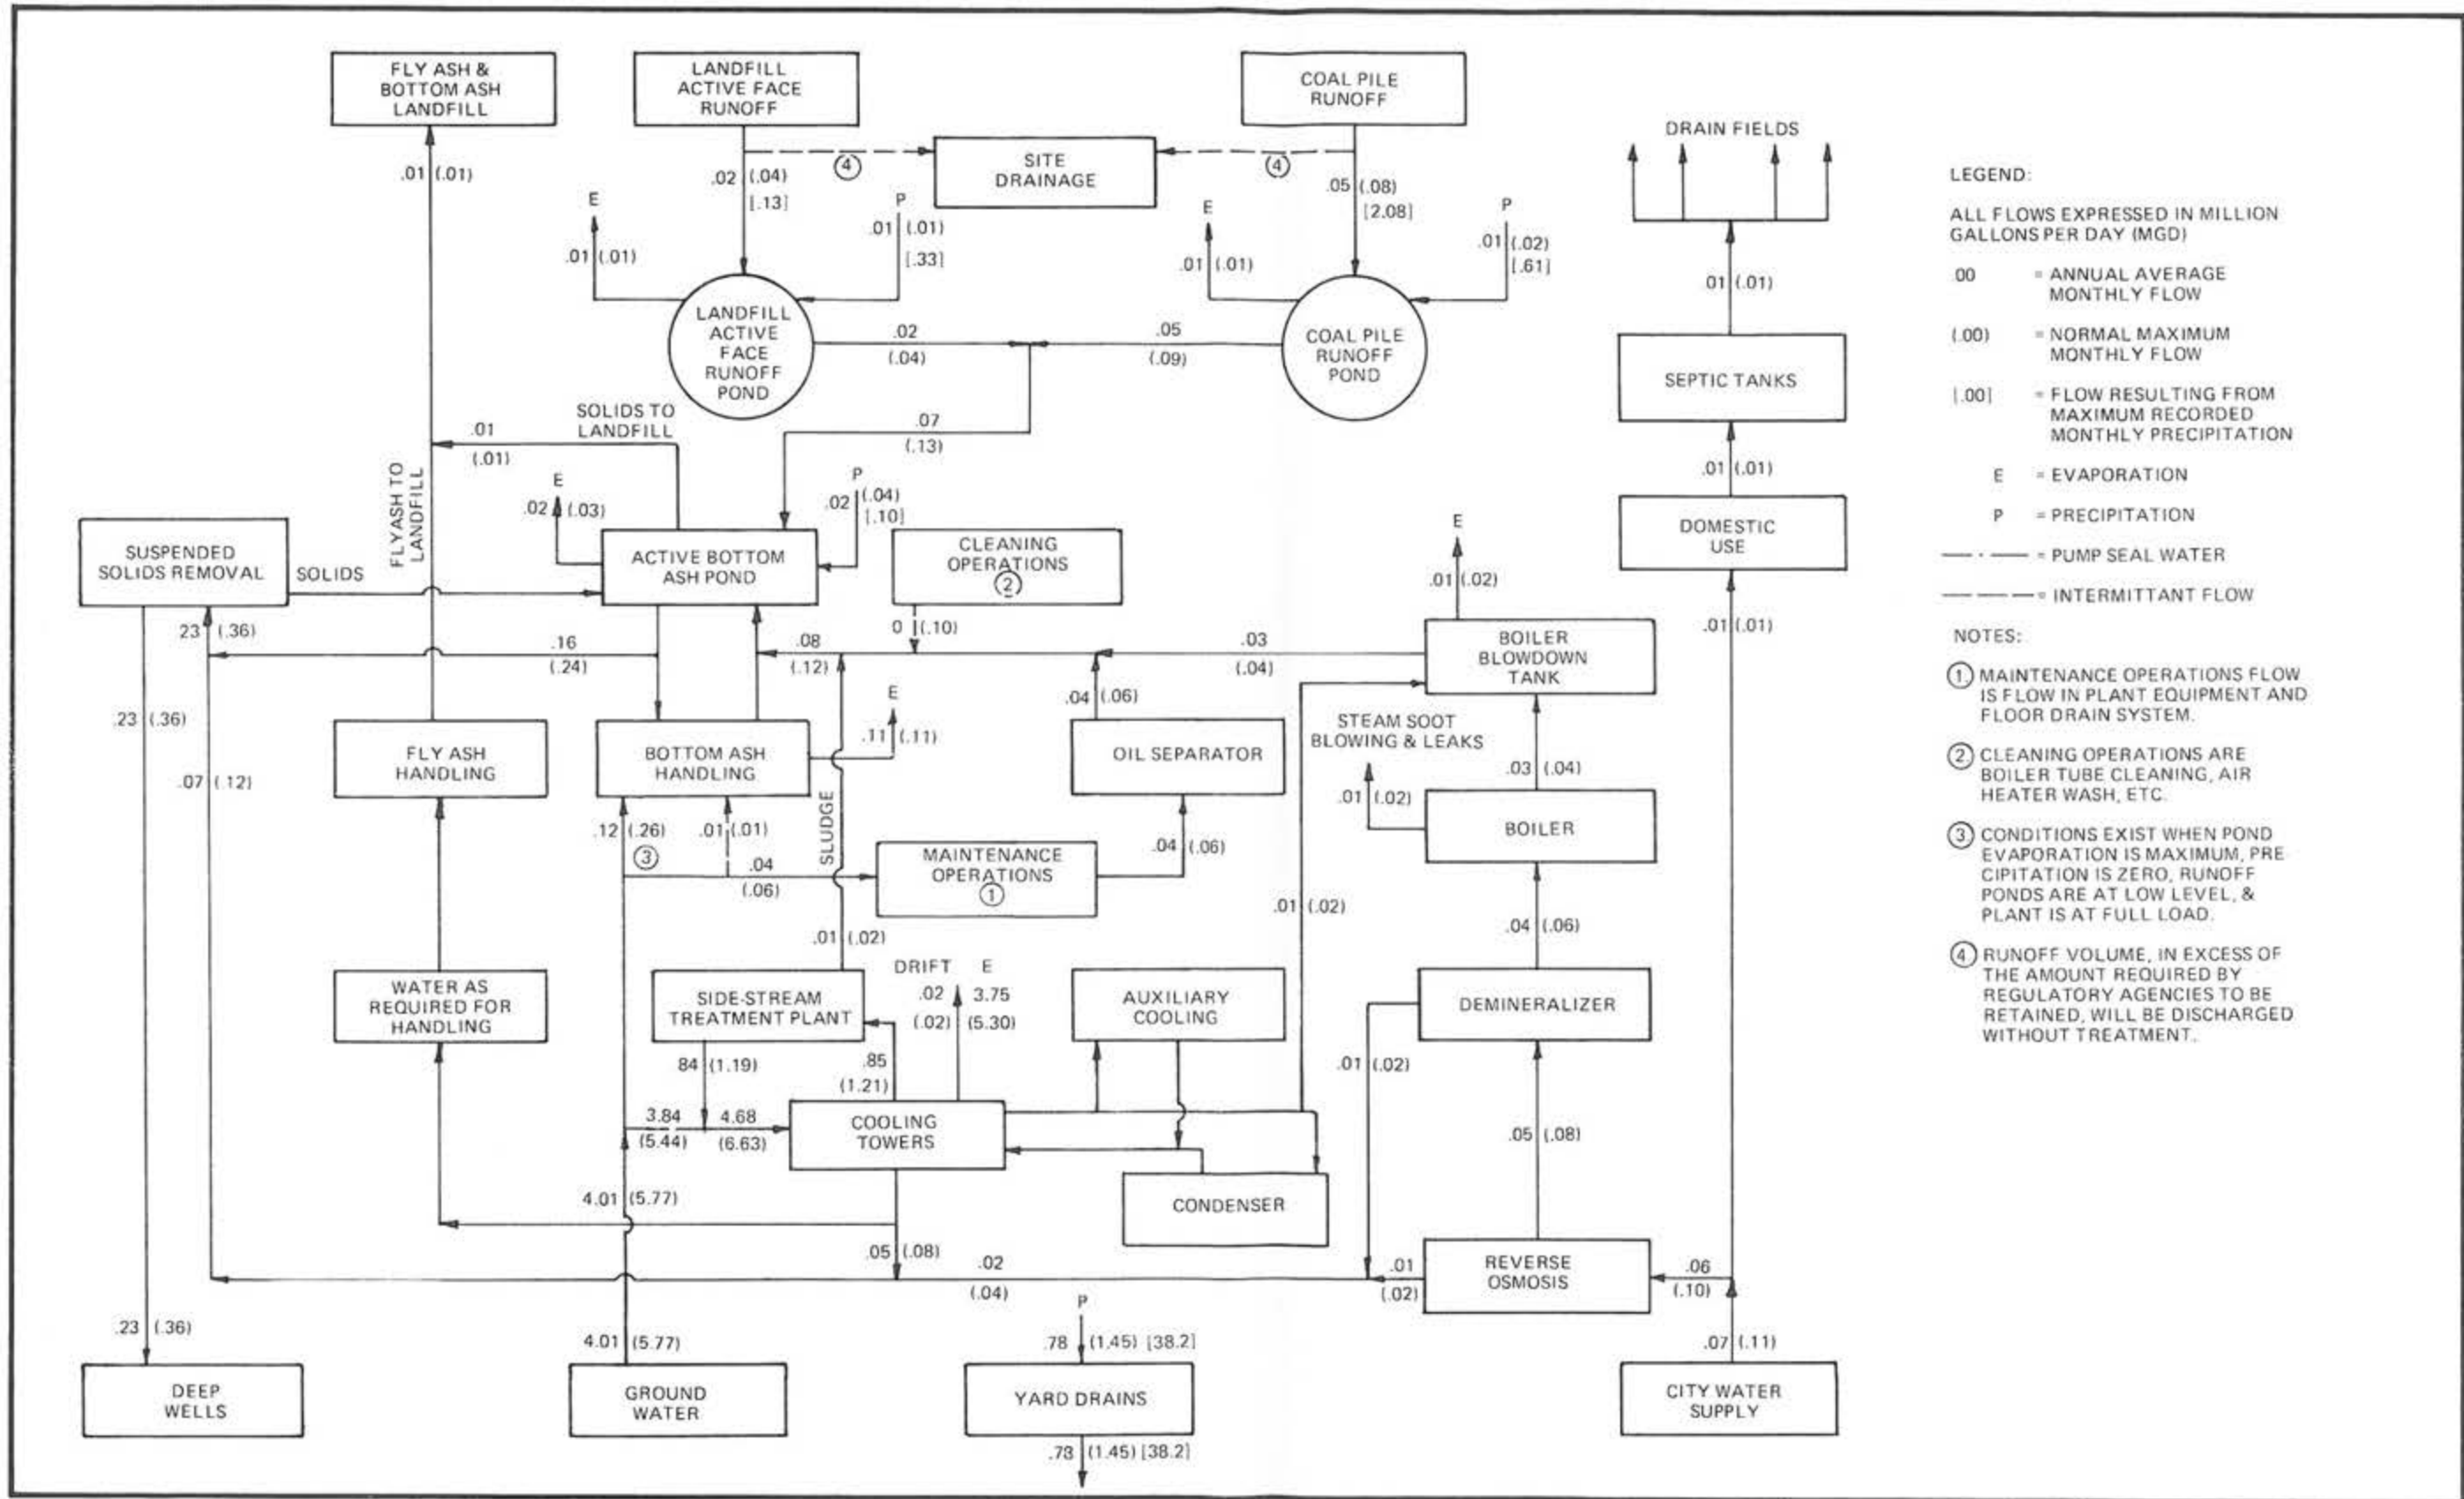 FLY ASH &
BOTTOM ASH
LANDFILL
LANDFILL
ACTIVE FACE
RUNOFF
COAL PILE
RUNOFF
SITE
DRAINAGE
④
④
DRAIN FIELDS
.01 (.01)
.02 (.04)
[.13]
.05 (.08)
[2.08]
E
.01 (.01)
P
.01 (.01)
[.33]
E
.01 (.01)
P
.01 (.02)
[.61]
LANDFILL
ACTIVE
FACE
RUNOFF
POND
.02
(.04)
.05
(.09)
COAL PILE
RUNOFF
POND
.07
(.13)
SOLIDS TO
LANDFILL
.01
(.01)
FLYASH TO
LANDFILL
E
.02 (.03)
P
.02 (.04)
[.10]
SUSPENDED
SOLIDS REMOVAL
SOLIDS
ACTIVE BOTTOM
ASH POND
CLEANING
OPERATIONS
②
0 (.10)
23 (.36)
.16
(.24)
.08
(.12)
.03
(.04)
.23 (.36)
.07 (.12)
FLY ASH
HANDLING
BOTTOM ASH
HANDLING
E
.11 (.11)
.04 (.06)
OIL SEPARATOR
.12 (.26)
③
.01 (.01)
.04
(.06)
SLUDGE
MAINTENANCE
OPERATIONS
①
.04 (.06)
.01 (.02)
WATER AS
REQUIRED FOR
HANDLING
SIDE-STREAM
TREATMENT PLANT
DRIFT E
.02 3.75
(.02) (5.30)
AUXILIARY
COOLING
84 (1.19)
.85
(1.21)
3.84
(5.44)
4.68
(6.63)
COOLING
TOWERS
CONDENSER
4.01 (5.77)
.05 (.08)
.02
(.04)
.23 (.36)
4.01 (5.77)
DEEP
WELLS
GROUND
WATER
P
.78 (1.45) [38.2]
YARD DRAINS
.78 (1.45) [38.2]
E
.01 (.02)
BOILER
BLOWDOWN
TANK
STEAM SOOT
BLOWING & LEAKS
.01 (.02)
.03 (.04)
BOILER
.01 (.02)
.04 (.06)
DEMINERALIZER
.01 (.02)
.05 (.08)
.01
(.02)
REVERSE
OSMOSIS
.06
(.10)
01 (.01)
SEPTIC TANKS
.01 (.01)
DOMESTIC
USE
.01 (.01)
.07 (.11)
CITY WATER
SUPPLY
LEGEND:
ALL FLOWS EXPRESSED IN MILLION
GALLONS PER DAY (MGD)
.00 = ANNUAL AVERAGE
MONTHLY FLOW
(.00) = NORMAL MAXIMUM
MONTHLY FLOW
[.00] = FLOW RESULTING FROM
MAXIMUM RECORDED
MONTHLY PRECIPITATION
E = EVAPORATION
P = PRECIPITATION
= PUMP SEAL WATER
= INTERMITTANT FLOW
NOTES:
① MAINTENANCE OPERATIONS FLOW
IS FLOW IN PLANT EQUIPMENT AND
FLOOR DRAIN SYSTEM.
② CLEANING OPERATIONS ARE
BOILER TUBE CLEANING, AIR
HEATER WASH, ETC.
③ CONDITIONS EXIST WHEN POND
EVAPORATION IS MAXIMUM, PRE
CIPITATION IS ZERO, RUNOFF
PONDS ARE AT LOW LEVEL, &
PLANT IS AT FULL LOAD.
④ RUNOFF VOLUME, IN EXCESS OF
THE AMOUNT REQUIRED BY
REGULATORY AGENCIES TO BE
RETAINED, WILL BE DISCHARGED
WITHOUT TREATMENT.